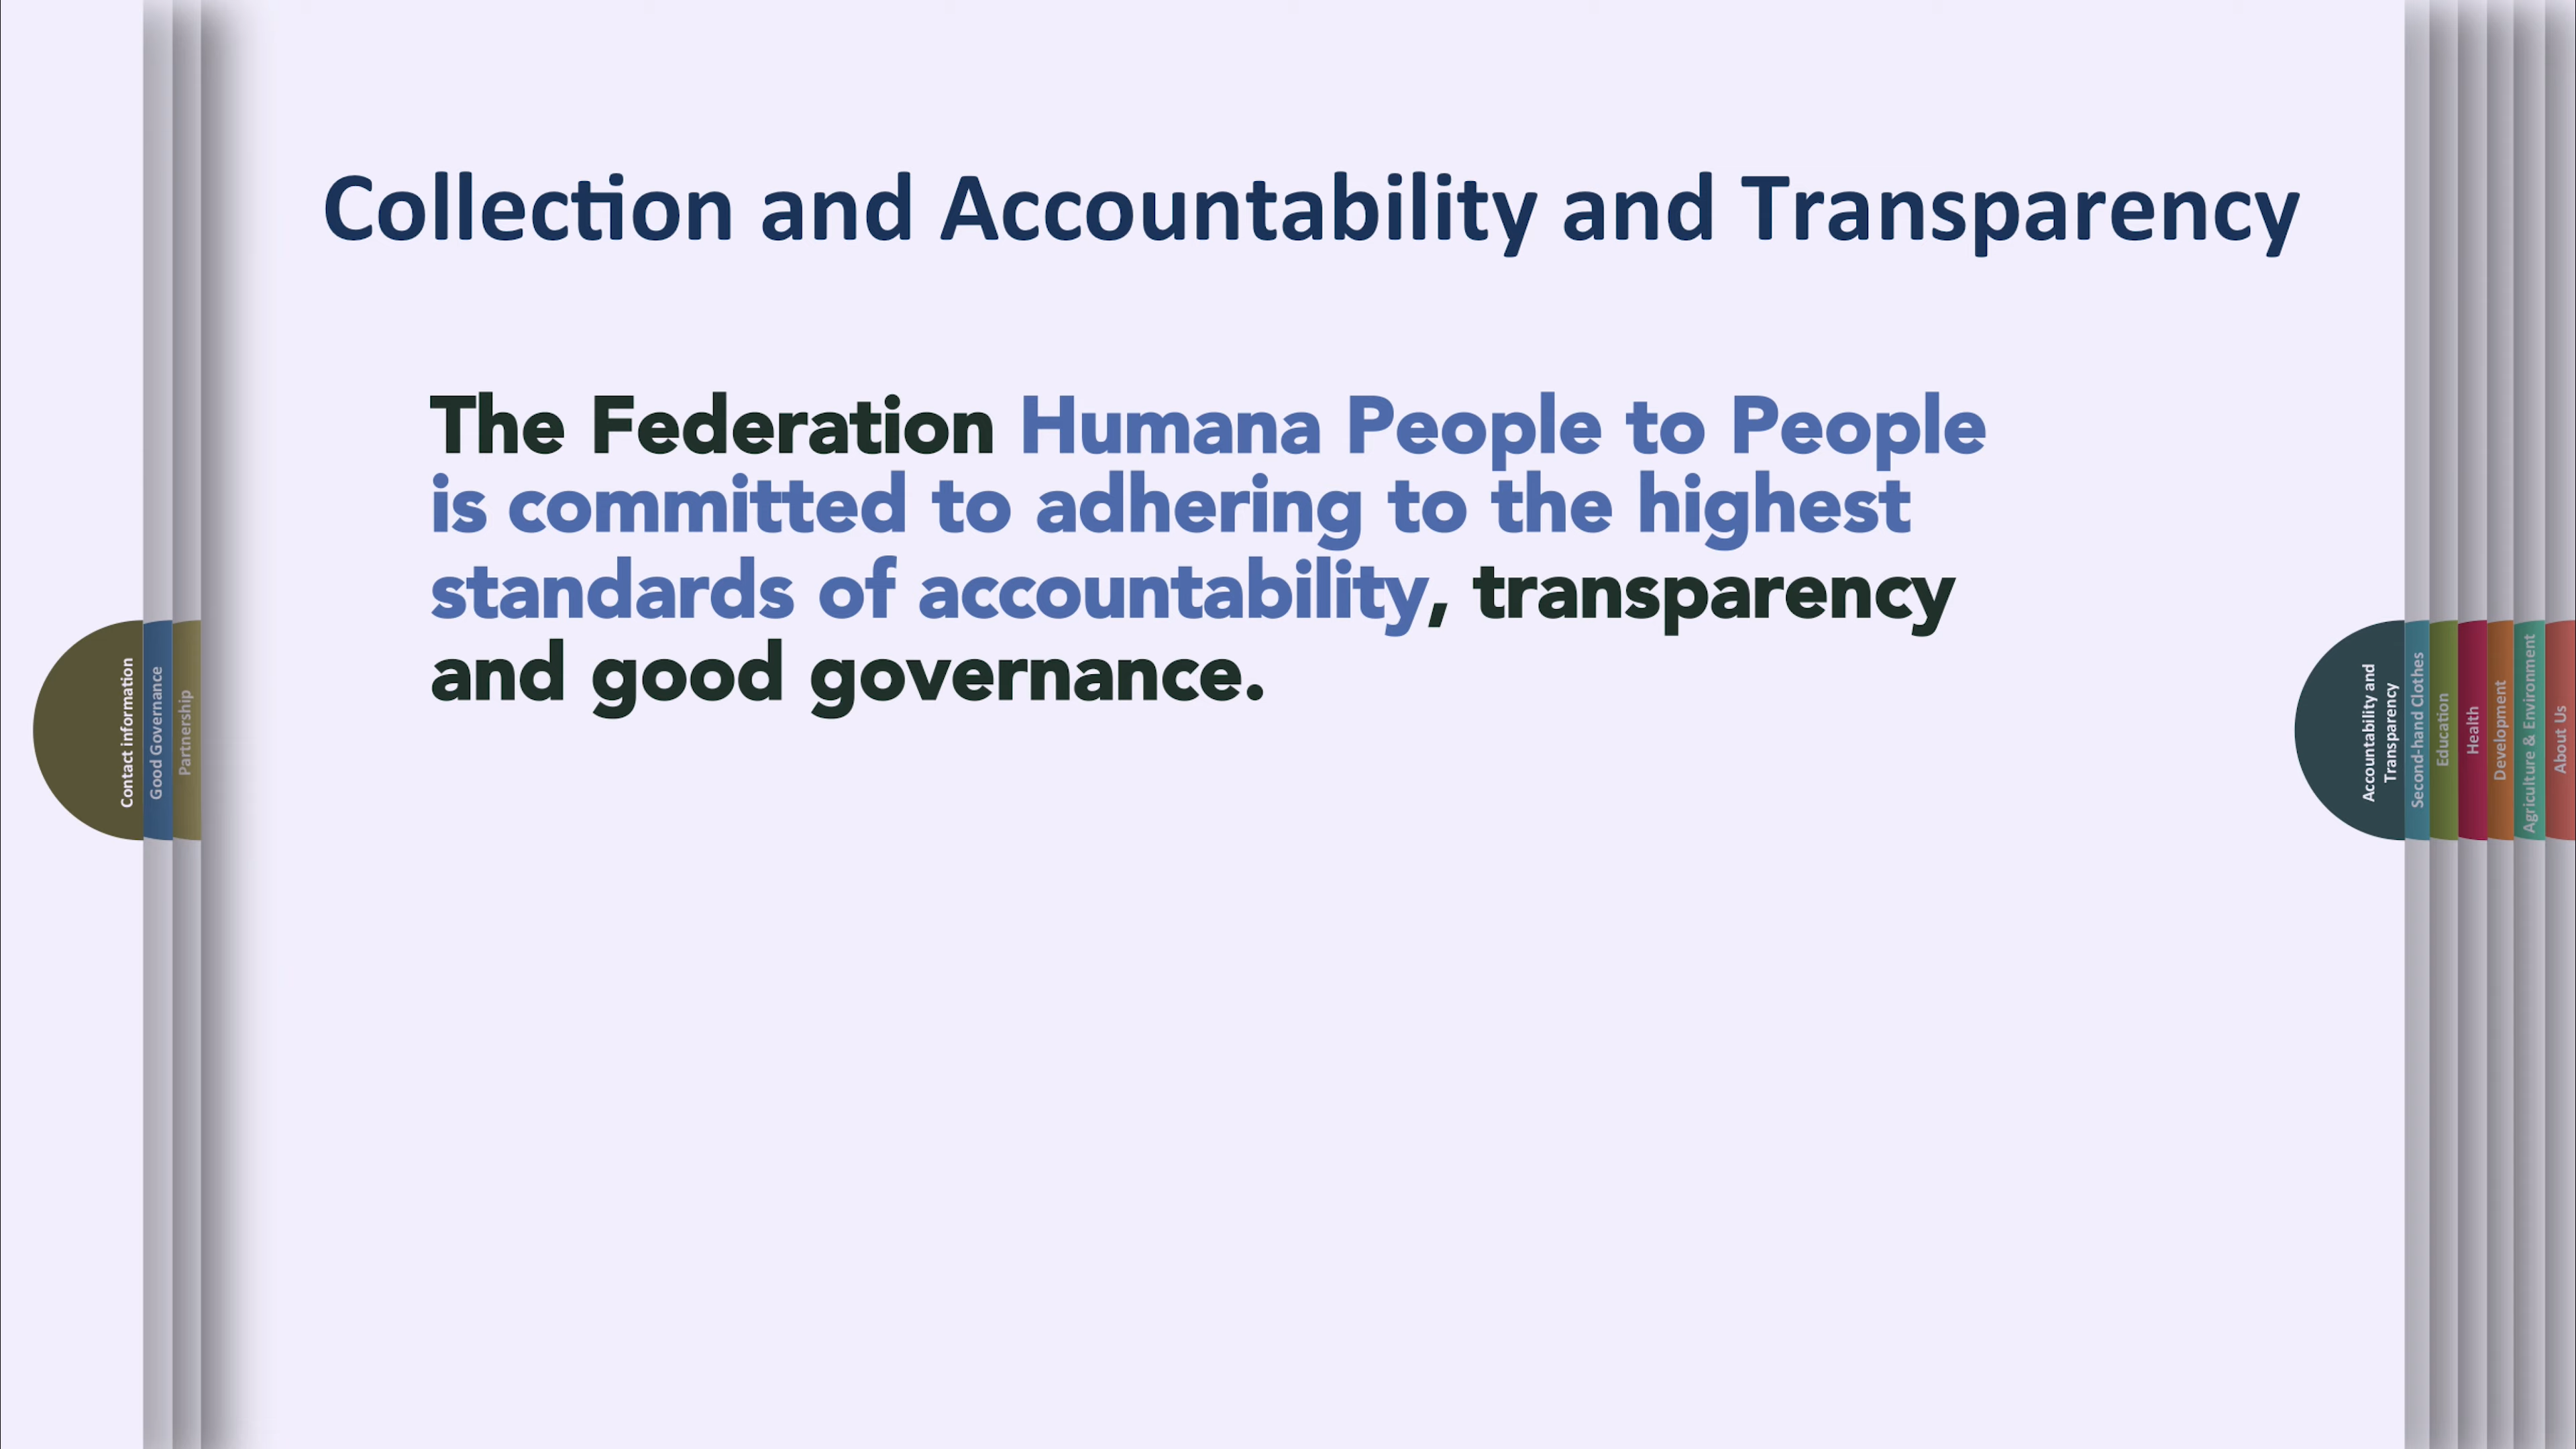 Collection and Accountability and Transparency
The Federation Humana People to People
is committed to adhering to the highest
standards of accountability, transparency
and good governance.
Contact information
Good Governance
Partnership
Accountability and
Transparency
Second-hand Clothes
Education
Health
Development
Agriculture & Environment
About Us